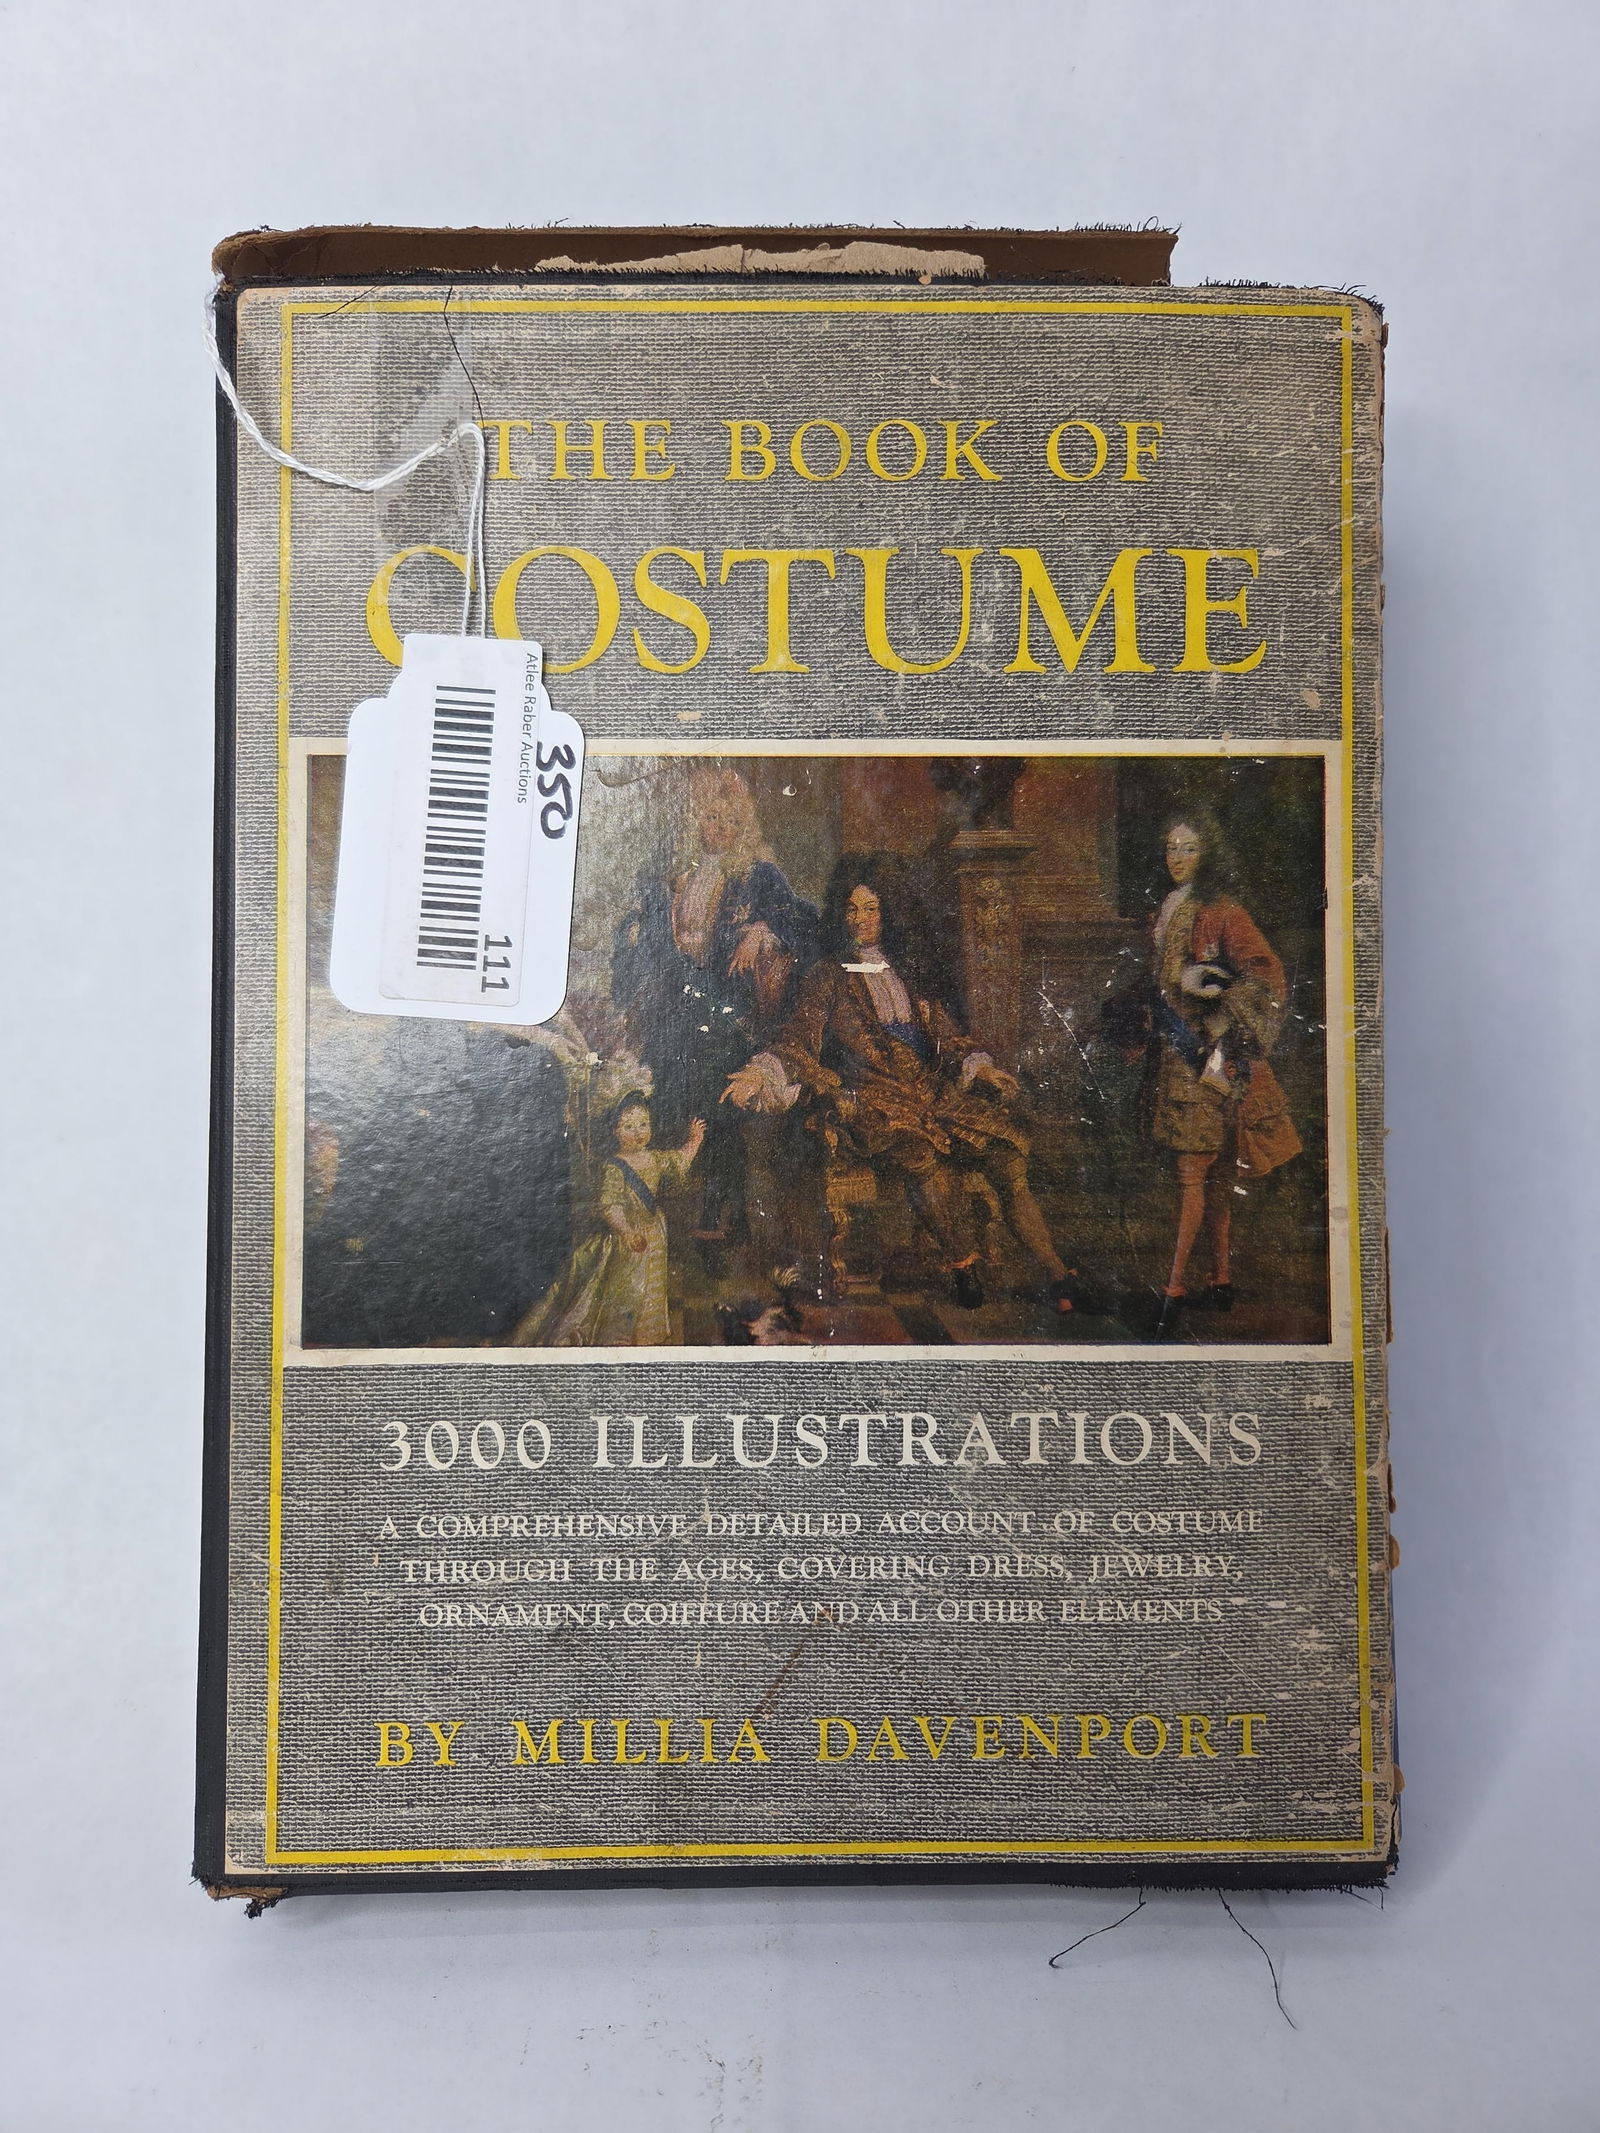 THE BOOK OF
COSTUME
Atlee Raber Auctions
350
111
3000 ILLUSTRATIONS
A COMPREHENSIVE DETAILED ACCOUNT OF COSTUME
THROUGH THE AGES, COVERING DRESS, JEWELRY,
ORNAMENT, COIFFURE AND ALL OTHER ELEMENTS
BY MILLIA DAVENPORT